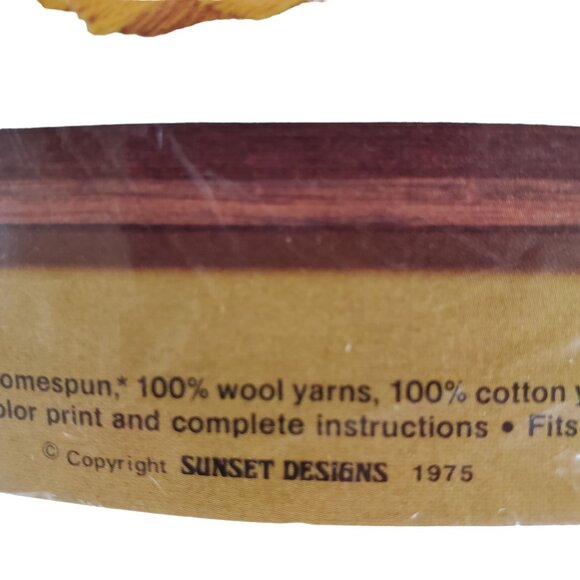 omespun,* 100% wool yarns, 100% cotton y
olor print and complete instructions • Fits
© Copyright SUNSET DESIGNS 1975